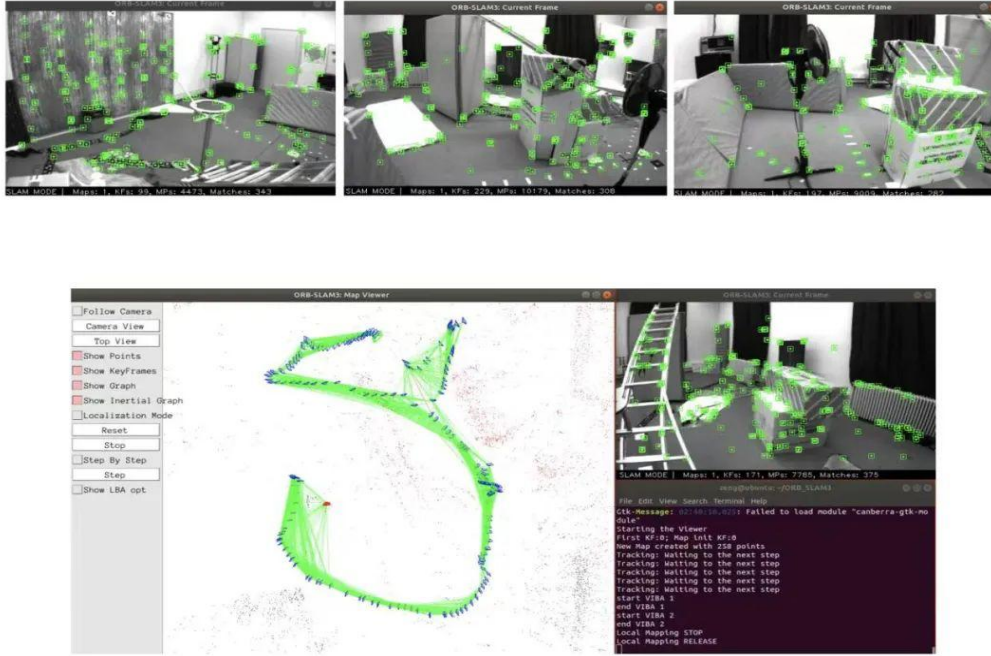 ORB-SLAM3: Current Frame
SLAM MODE | Maps: 1, KFs: 99, MPs: 4473, Matches: 343
ORB-SLAM3: Current Frame
SLAM MODE | Maps: 1, KFs: 229, MPs: 10179, Matches: 308
ORB-SLAM3: Current Frame
SLAM MODE | Maps: 1, KFs: 197, MPs: 9009, Matches: 282
ORB-SLAM3: Map Viewer
Follow Camera
Camera View
Top View
Show Points
Show KeyFrames
Show Graph
Show Inertial Graph
Localization Mode
Reset
Stop
Step By Step
Step
Show LBA opt
ORB-SLAM3: Current Frame
SLAM MODE | Maps: 1, KFs: 171, MPs: 7765, Matches: 375
File Edit View Search Terminal Help
Gtk-Message: Failed to load module "canberra-gtk-mo
dule"
Starting the Viewer
First KF:0; Map init KF:0
New Map created with 258 points
Tracking: Waiting to the next step
Tracking: Waiting to the next step
Tracking: Waiting to the next step
Tracking: Waiting to the next step
start VIBA 1
end VIBA 1
start VIBA 2
end VIBA 2
Local Mapping STOP
Local Mapping RELEASE